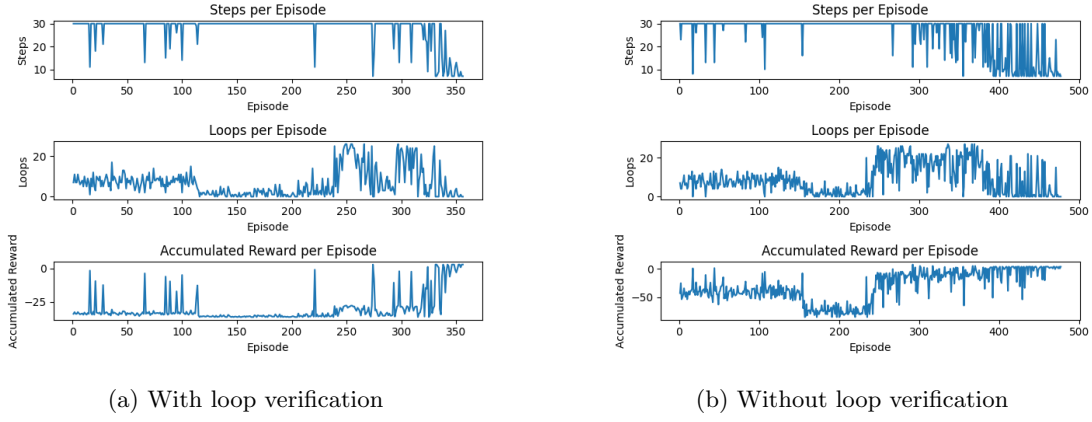 Steps per Episode
Steps
30
20
10
0 50 100 150 200 250 300 350
Episode
Loops per Episode
Loops
20
0
0 50 100 150 200 250 300 350
Episode
Accumulated Reward per Episode
Accumulated Reward
0
−25
0 50 100 150 200 250 300 350
Episode
(a) With loop verification
Steps per Episode
Steps
30
20
10
0 100 200 300 400 500
Episode
Loops per Episode
Loops
20
0
0 100 200 300 400 500
Episode
Accumulated Reward per Episode
Accumulated Reward
0
−50
0 100 200 300 400 500
Episode
(b) Without loop verification